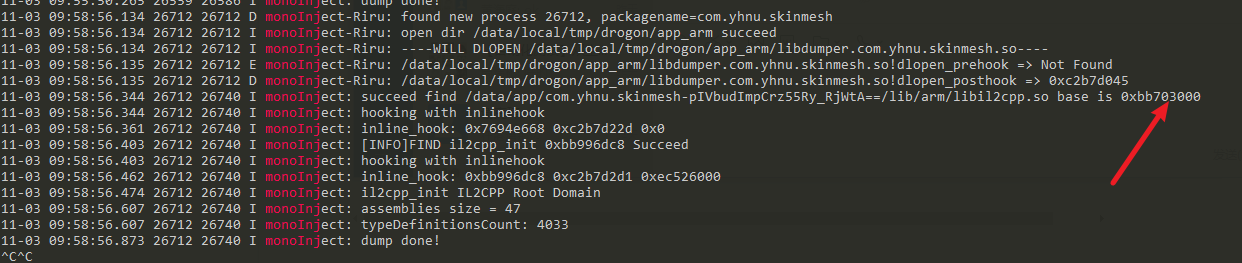 11-03 09:55:50.265 26559 26586 I monoInject: dump done!
11-03 09:58:56.134 26712 26712 D monoInject-Riru: found new process 26712, packagename=com.yhnu.skinmesh
11-03 09:58:56.134 26712 26712 I monoInject-Riru: open dir /data/local/tmp/drogon/app_arm succeed
11-03 09:58:56.134 26712 26712 I monoInject-Riru: ----WILL DLOPEN /data/local/tmp/drogon/app_arm/libdumper.com.yhnu.skinmesh.so----
11-03 09:58:56.135 26712 26712 E monoInject-Riru: /data/local/tmp/drogon/app_arm/libdumper.com.yhnu.skinmesh.so!dlopen_prehook => Not Found
11-03 09:58:56.135 26712 26712 D monoInject-Riru: /data/local/tmp/drogon/app_arm/libdumper.com.yhnu.skinmesh.so!dlopen_posthook => 0xc2b7d045
11-03 09:58:56.344 26712 26740 I monoInject: succeed find /data/app/com.yhnu.skinmesh-pIVbudImpCrz55Ry_RjWtA==/lib/arm/libil2cpp.so base is 0xbb703000
11-03 09:58:56.344 26712 26740 I monoInject: hooking with inlinehook
11-03 09:58:56.361 26712 26740 I monoInject: inline_hook: 0x7694e668 0xc2b7d22d 0x0
11-03 09:58:56.403 26712 26740 I monoInject: [INFO]FIND il2cpp_init 0xbb996dc8 Succeed
11-03 09:58:56.403 26712 26740 I monoInject: hooking with inlinehook
11-03 09:58:56.462 26712 26740 I monoInject: inline_hook: 0xbb996dc8 0xc2b7d2d1 0xec526000
11-03 09:58:56.474 26712 26740 I monoInject: il2cpp_init IL2CPP Root Domain
11-03 09:58:56.607 26712 26740 I monoInject: assemblies size = 47
11-03 09:58:56.607 26712 26740 I monoInject: typeDefinitionsCount: 4033
11-03 09:58:56.873 26712 26740 I monoInject: dump done!
^C^C